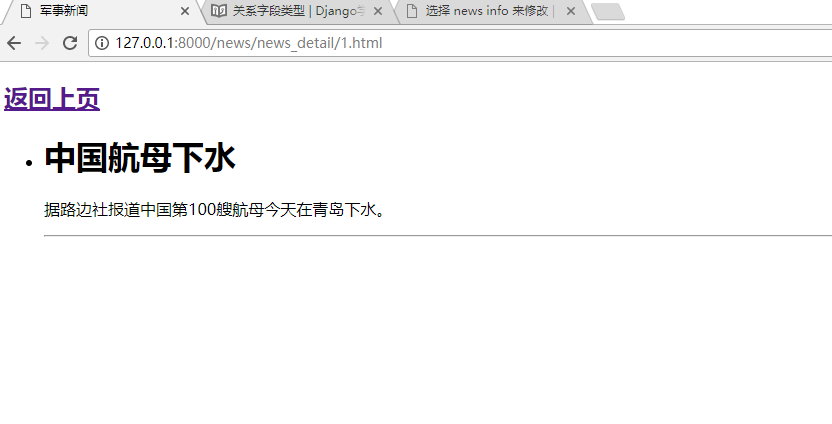 军事新闻
关系字段类型 | Django
选择 news info 来修改 |
127.0.0.1:8000/news/news_detail/1.html
返回上页
中国航母下水
据路边社报道中国第100艘航母今天在青岛下水。